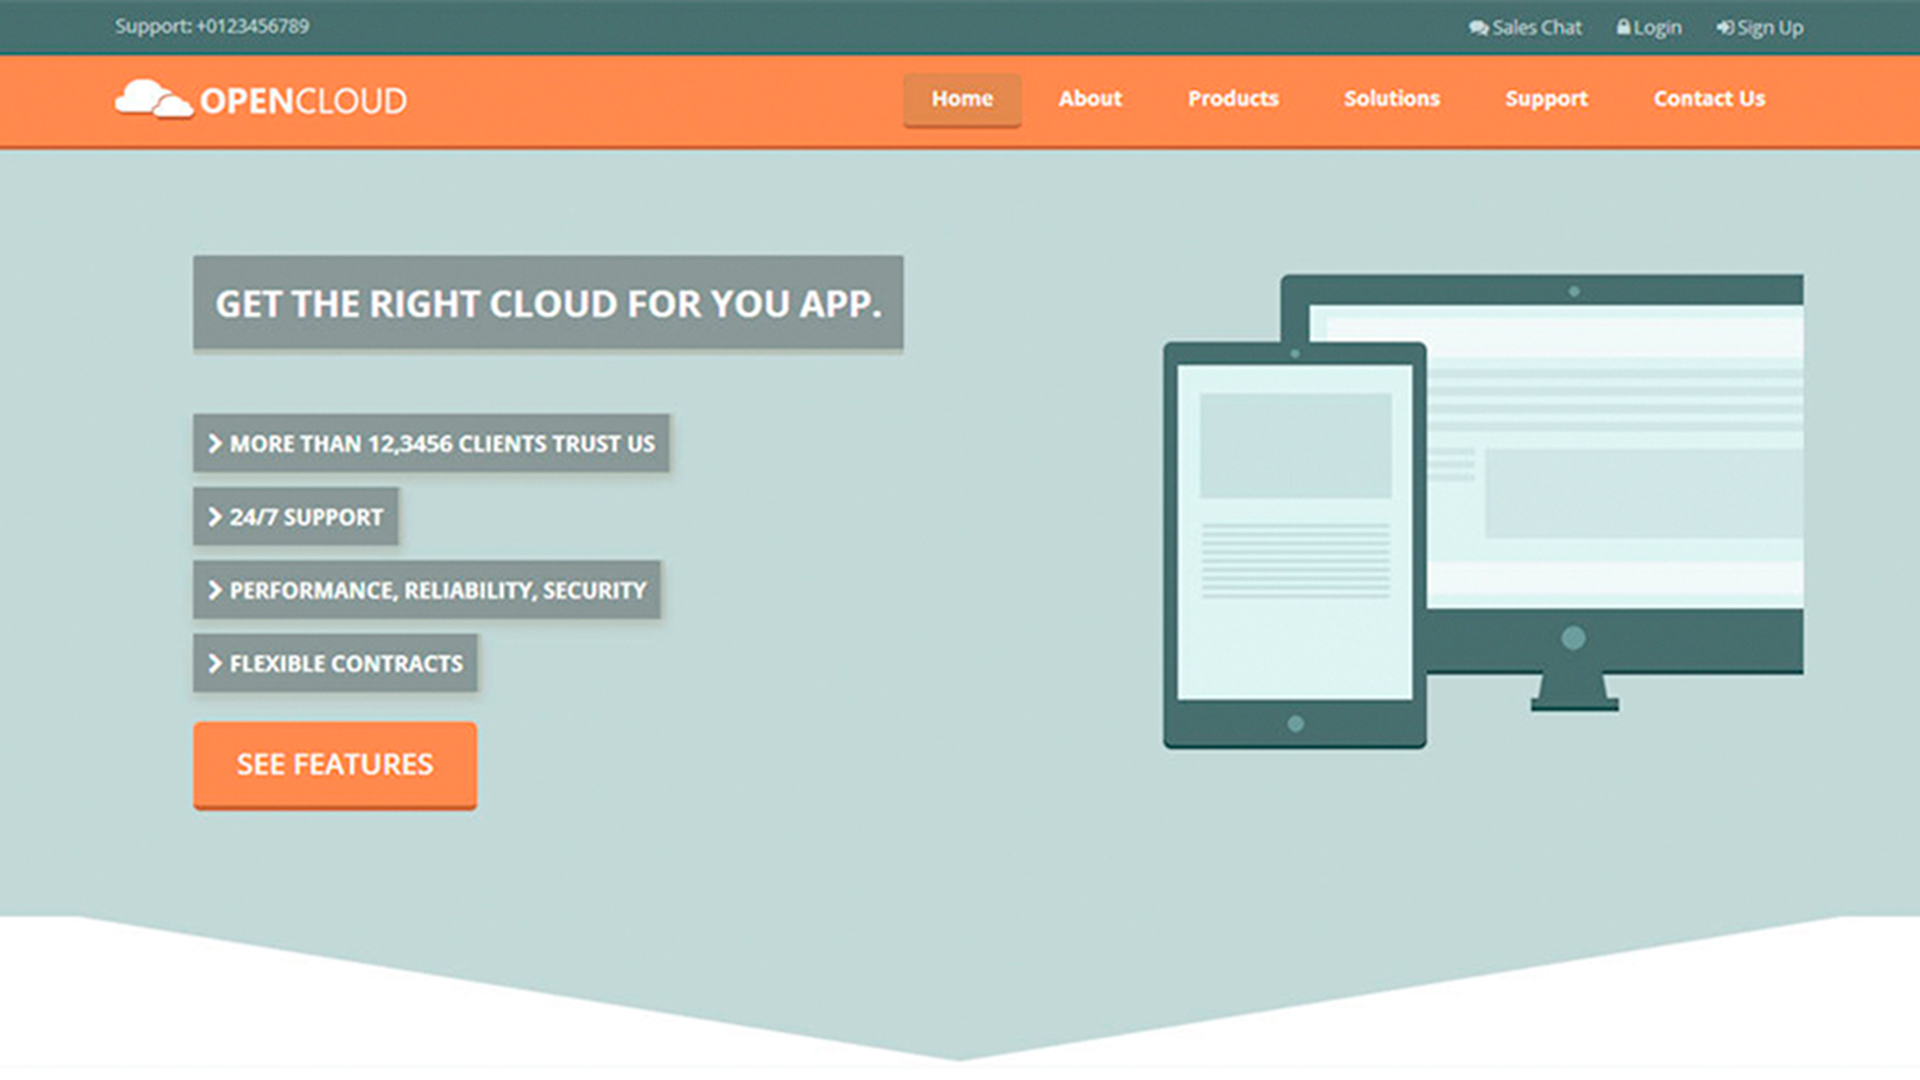 Support: +0123456789
Sales Chat Login Sign Up
OPENCLOUD
Home About Products Solutions Support Contact Us
GET THE RIGHT CLOUD FOR YOU APP.
MORE THAN 12,3456 CLIENTS TRUST US
24/7 SUPPORT
PERFORMANCE, RELIABILITY, SECURITY
FLEXIBLE CONTRACTS
SEE FEATURES